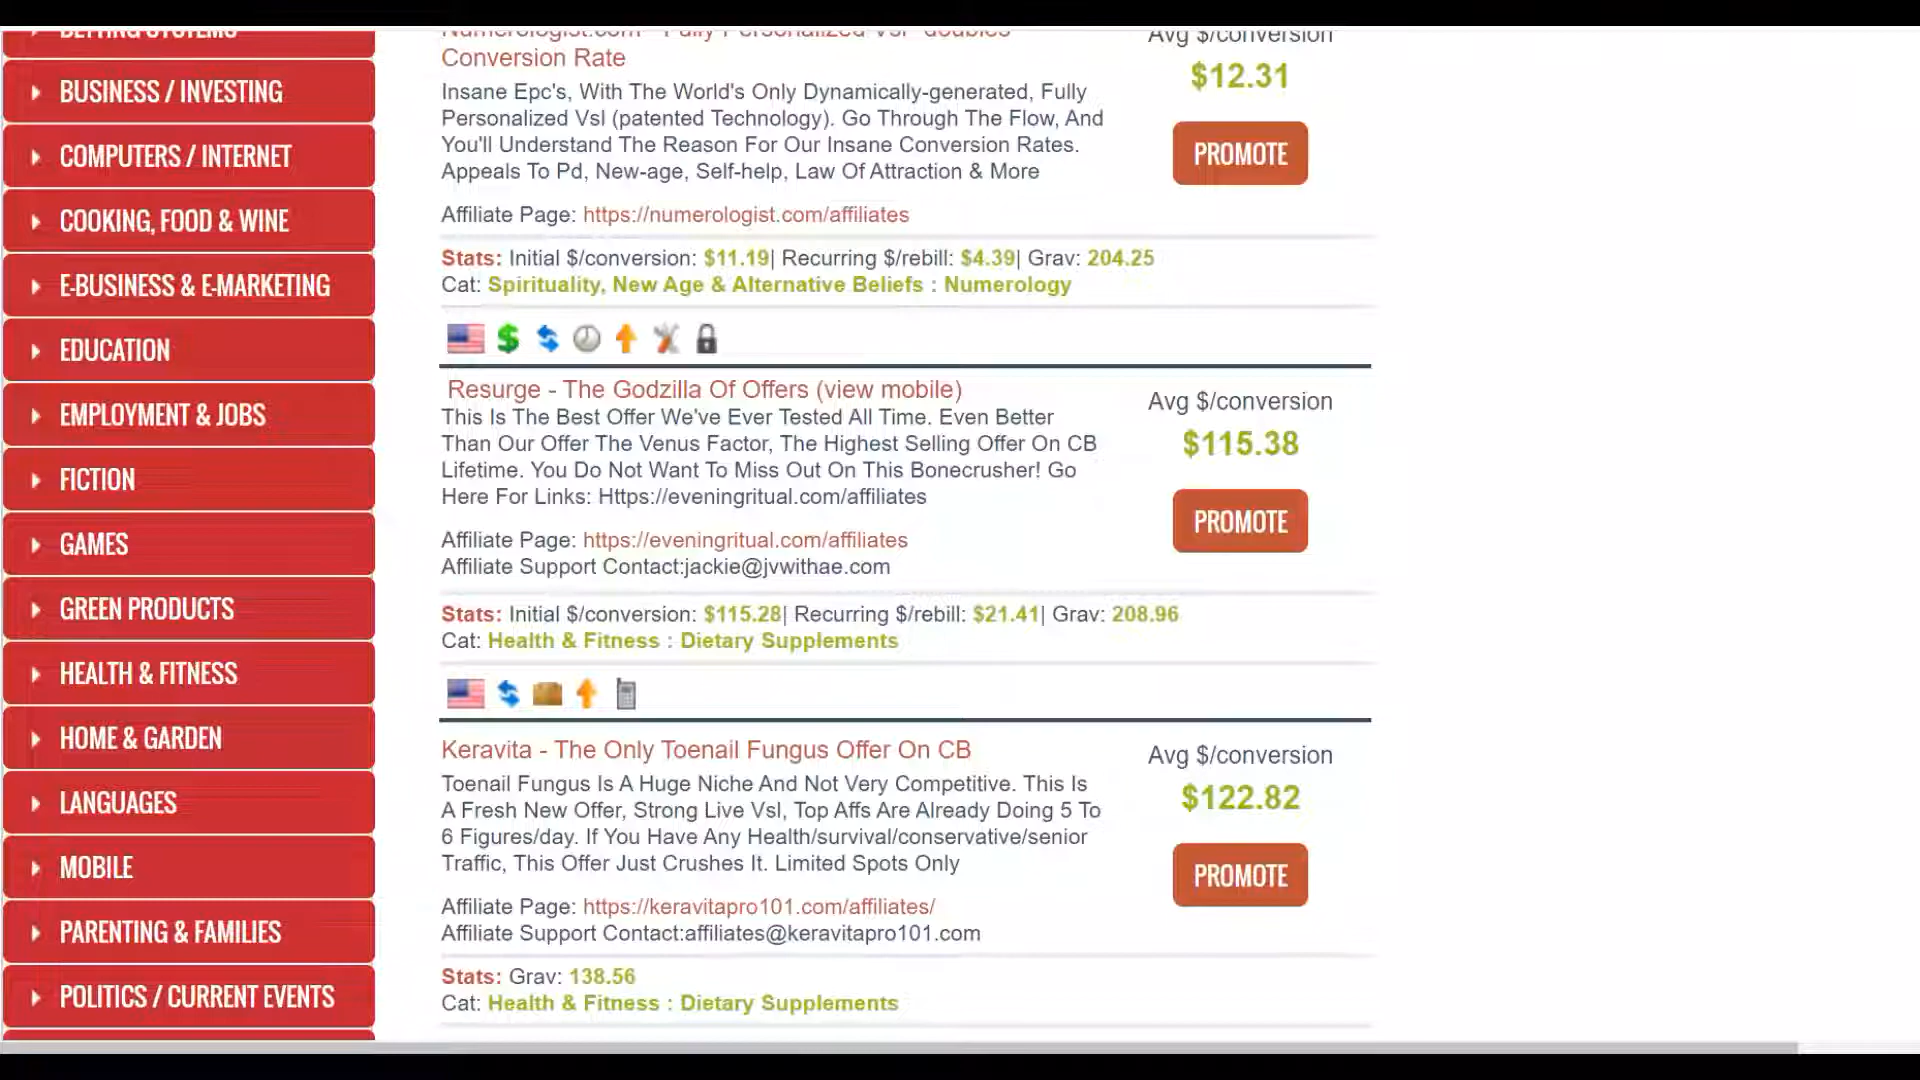 BETTING SYSTEMS
BUSINESS / INVESTING
COMPUTERS / INTERNET
COOKING, FOOD & WINE
E-BUSINESS & E-MARKETING
EDUCATION
EMPLOYMENT & JOBS
FICTION
GAMES
GREEN PRODUCTS
HEALTH & FITNESS
HOME & GARDEN
LANGUAGES
MOBILE
PARENTING & FAMILIES
POLITICS / CURRENT EVENTS
Numerologist.com - Fully Personalized Vsl doubles
Conversion Rate
Insane Epc's, With The World's Only Dynamically-generated, Fully
Personalized Vsl (patented Technology). Go Through The Flow, And
You'll Understand The Reason For Our Insane Conversion Rates.
Appeals To Pd, New-age, Self-help, Law Of Attraction & More
Affiliate Page: https://numerologist.com/affiliates
Avg $/conversion
$12.31
PROMOTE
Stats: Initial $/conversion: $11.19| Recurring $/rebill: $4.39| Grav: 204.25
Cat: Spirituality, New Age & Alternative Beliefs : Numerology
Resurge - The Godzilla Of Offers (view mobile)
This Is The Best Offer We've Ever Tested All Time. Even Better
Than Our Offer The Venus Factor, The Highest Selling Offer On CB
Lifetime. You Do Not Want To Miss Out On This Bonecrusher! Go
Here For Links: Https://eveningritual.com/affiliates
Affiliate Page: https://eveningritual.com/affiliates
Affiliate Support Contact:jackie@jvwithae.com
Avg $/conversion
$115.38
PROMOTE
Stats: Initial $/conversion: $115.28| Recurring $/rebill: $21.41| Grav: 208.96
Cat: Health & Fitness : Dietary Supplements
Keravita - The Only Toenail Fungus Offer On CB
Toenail Fungus Is A Huge Niche And Not Very Competitive. This Is
A Fresh New Offer, Strong Live Vsl, Top Affs Are Already Doing 5 To
6 Figures/day. If You Have Any Health/survival/conservative/senior
Traffic, This Offer Just Crushes It. Limited Spots Only
Affiliate Page: https://keravitapro101.com/affiliates/
Affiliate Support Contact:affiliates@keravitapro101.com
Avg $/conversion
$122.82
PROMOTE
Stats: Grav: 138.56
Cat: Health & Fitness : Dietary Supplements